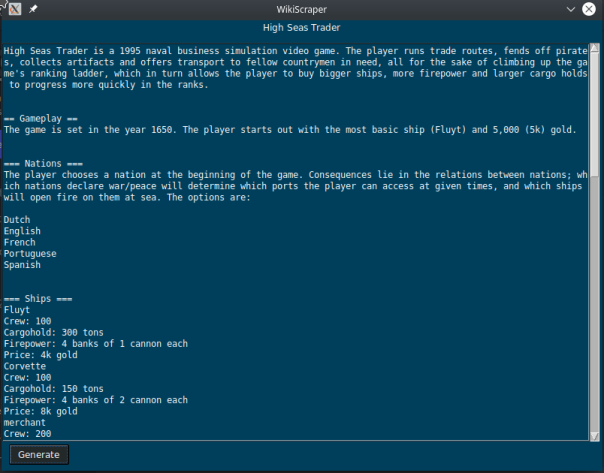 WikiScraper
High Seas Trader
High Seas Trader is a 1995 naval business simulation video game. The player runs trade routes, fends off pirate
s, collects artifacts and offers transport to fellow countrymen in need, all for the sake of climbing up the ga
me's ranking ladder, which in turn allows the player to buy bigger ships, more firepower and larger cargo holds
to progress more quickly in the ranks.
== Gameplay ==
The game is set in the year 1650. The player starts out with the most basic ship (Fluyt) and 5,000 (5k) gold.
=== Nations ===
The player chooses a nation at the beginning of the game. Consequences lie in the relations between nations; wh
ich nations declare war/peace will determine which ports the player can access at given times, and which ships
will open fire on them at sea. The options are:
Dutch
English
French
Portuguese
Spanish
=== Ships ===
Fluyt
Crew: 100
Cargohold: 300 tons
Firepower: 4 banks of 1 cannon each
Price: 4k gold
Corvette
Crew: 100
Cargohold: 150 tons
Firepower: 4 banks of 2 cannon each
Price: 8k gold
merchant
Crew: 200
Generate